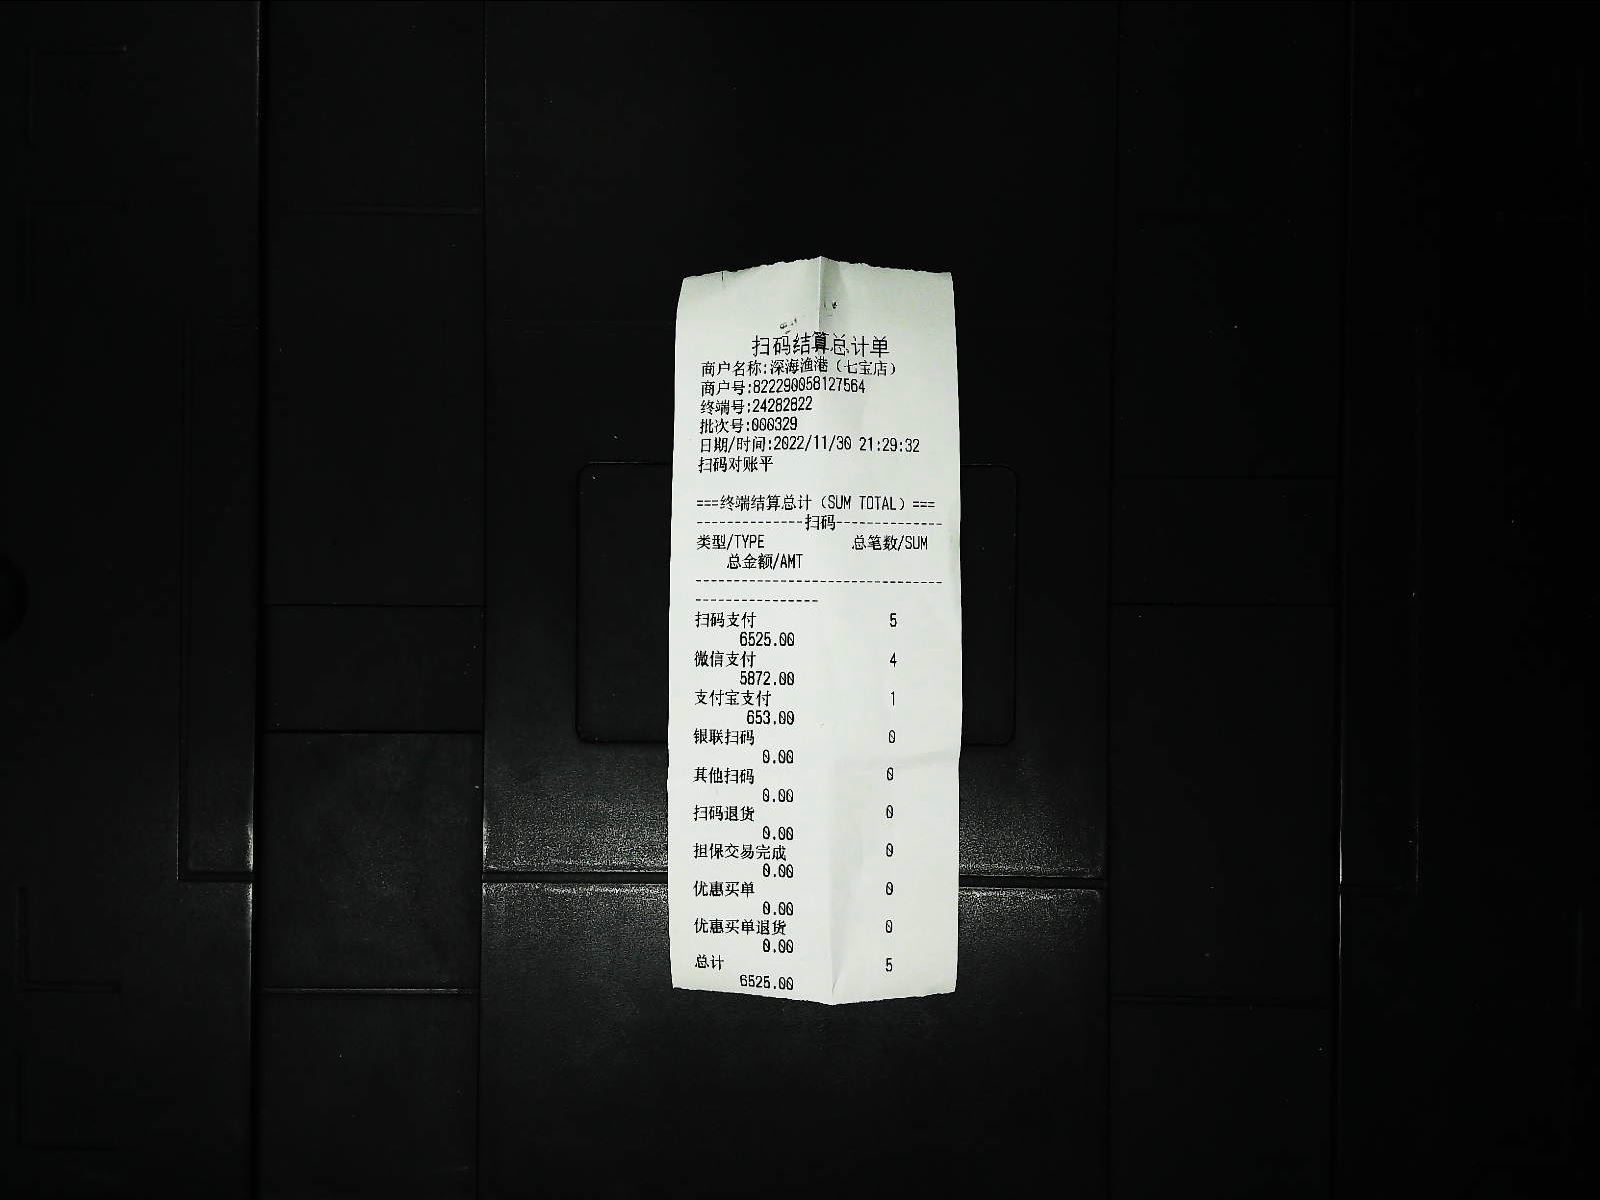 扫码结算总计单
商户名称:深海渔港（七宝店）
商户号:822290058127564
终端号:24282822
批次号:000329
日期/时间:2022/11/30 21:29:32
扫码对账平
===终端结算总计（SUM TOTAL）===
--------------扫码--------------
类型/TYPE 总笔数/SUM
总金额/AMT
--------------------------------
----------------
扫码支付 5
6525.00
微信支付 4
5872.00
支付宝支付 1
653.00
银联扫码 0
0.00
其他扫码 0
0.00
扫码退货 0
0.00
担保交易完成 0
0.00
优惠买单 0
0.00
优惠买单退货 0
0.00
总计 5
6525.00